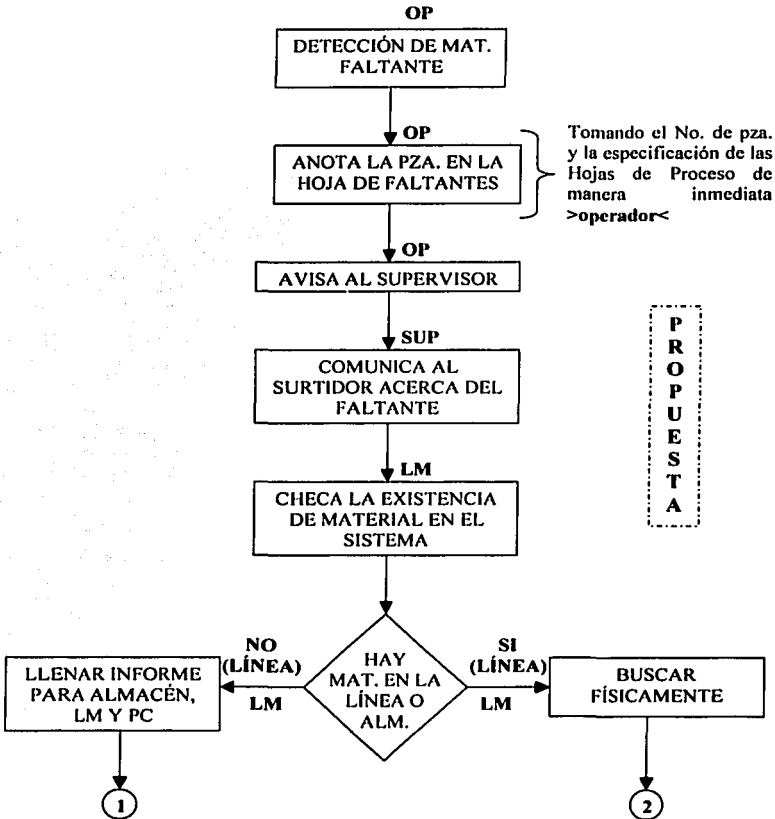 OP
DETECCIÓN DE MAT.
FALTANTE
OP
ANOTA LA PZA. EN LA
HOJA DE FALTANTES
Tomando el No. de pza.
y la especificación de las
Hojas de Proceso de
manera inmediata
>operador<
OP
AVISA AL SUPERVISOR
SUP
COMUNICA AL
SURTIDOR ACERCA DEL
FALTANTE
P
R
O
P
U
E
S
T
A
LM
CHECA LA EXISTENCIA
DE MATERIAL EN EL
SISTEMA
HAY
MAT. EN LA
LÍNEA O
ALM.
NO
(LÍNEA)
LM
LLENAR INFORME
PARA ALMACÉN,
LM Y PC
SI
(LÍNEA)
LM
BUSCAR
FÍSICAMENTE
1
2